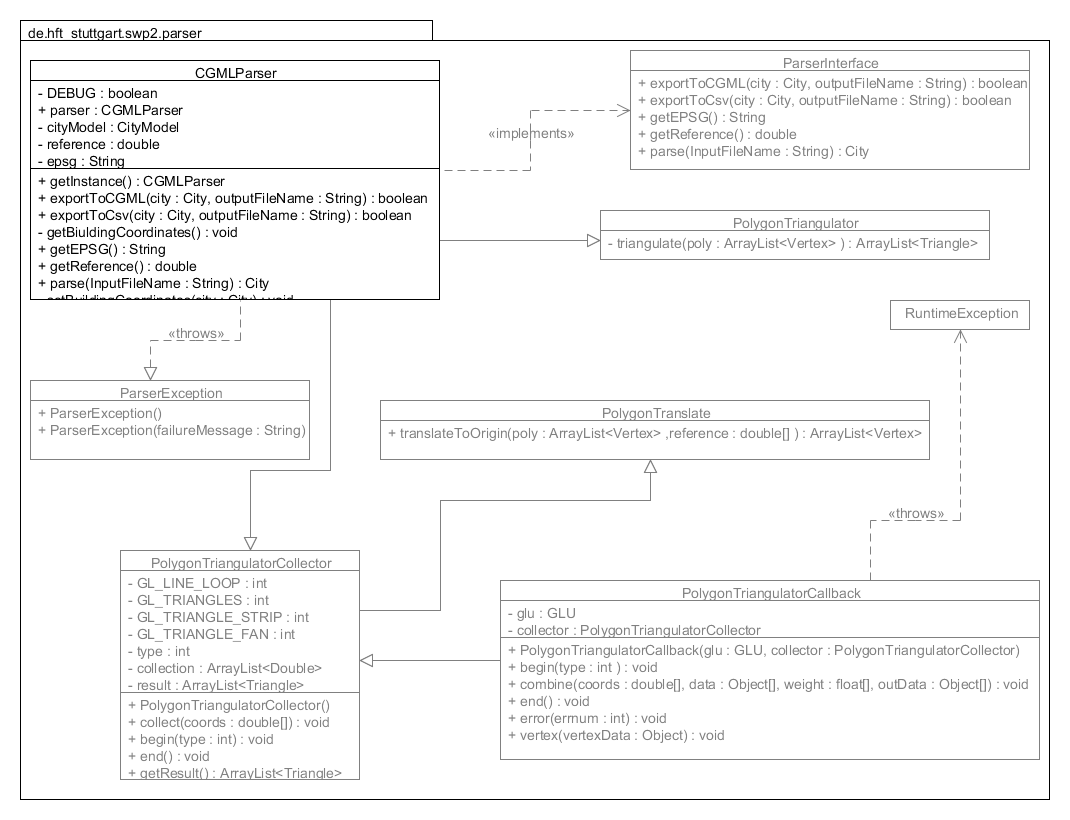 de.hft_stuttgart.swp2.parser
CGMLParser
- DEBUG : boolean
+ parser : CGMLParser
- cityModel : CityModel
- reference : double
- epsg : String
+ getInstance() : CGMLParser
+ exportToCGML(city : City, outputFileName : String) : boolean
+ exportToCsv(city : City, outputFileName : String) : boolean
- getBiuldingCoordinates() : void
+ getEPSG() : String
+ getReference() : double
+ parse(InputFileName : String) : City
- setBuildingCoordinates(city : City) : void
«implements»
ParserInterface
+ exportToCGML(city : City, outputFileName : String) : boolean
+ exportToCsv(city : City, outputFileName : String) : boolean
+ getEPSG() : String
+ getReference() : double
+ parse(InputFileName : String) : City
PolygonTriangulator
- triangulate(poly : ArrayList<Vertex> ) : ArrayList<Triangle>
RuntimeException
«throws»
ParserException
+ ParserException()
+ ParserException(failureMessage : String)
PolygonTranslate
+ translateToOrigin(poly : ArrayList<Vertex> ,reference : double[] ) : ArrayList<Vertex>
«throws»
PolygonTriangulatorCollector
- GL_LINE_LOOP : int
- GL_TRIANGLES : int
- GL_TRIANGLE_STRIP : int
- GL_TRIANGLE_FAN : int
- type : int
- collection : ArrayList<Double>
- result : ArrayList<Triangle>
+ PolygonTriangulatorCollector()
+ collect(coords : double[]) : void
+ begin(type : int) : void
+ end() : void
+ getResult() : ArrayList<Triangle>
PolygonTriangulatorCallback
- glu : GLU
- collector : PolygonTriangulatorCollector
+ PolygonTriangulatorCallback(glu : GLU, collector : PolygonTriangulatorCollector)
+ begin(type : int ) : void
+ combine(coords : double[], data : Object[], weight : float[], outData : Object[]) : void
+ end() : void
+ error(errnum : int) : void
+ vertex(vertexData : Object) : void